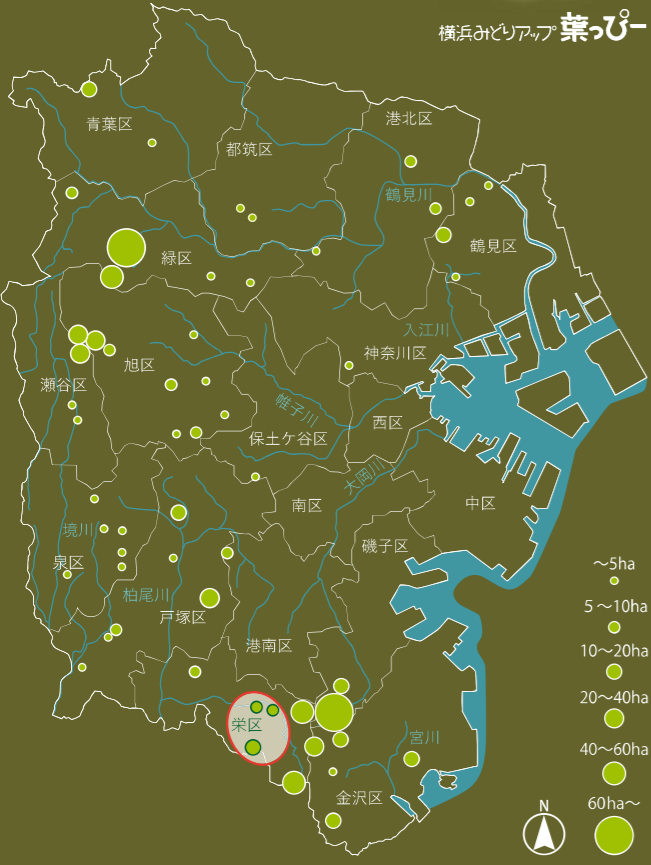 横浜みどりアップ 葉っぴー
青葉区
都筑区
港北区
鶴見川
鶴見区
緑区
入江川
神奈川区
旭区
瀬谷区
帷子川
西区
保土ケ谷区
大岡川
南区
中区
境川
磯子区
泉区
柏尾川
戸塚区
港南区
栄区
宮川
金沢区
～5ha
5～10ha
10～20ha
20～40ha
40～60ha
60ha～
N